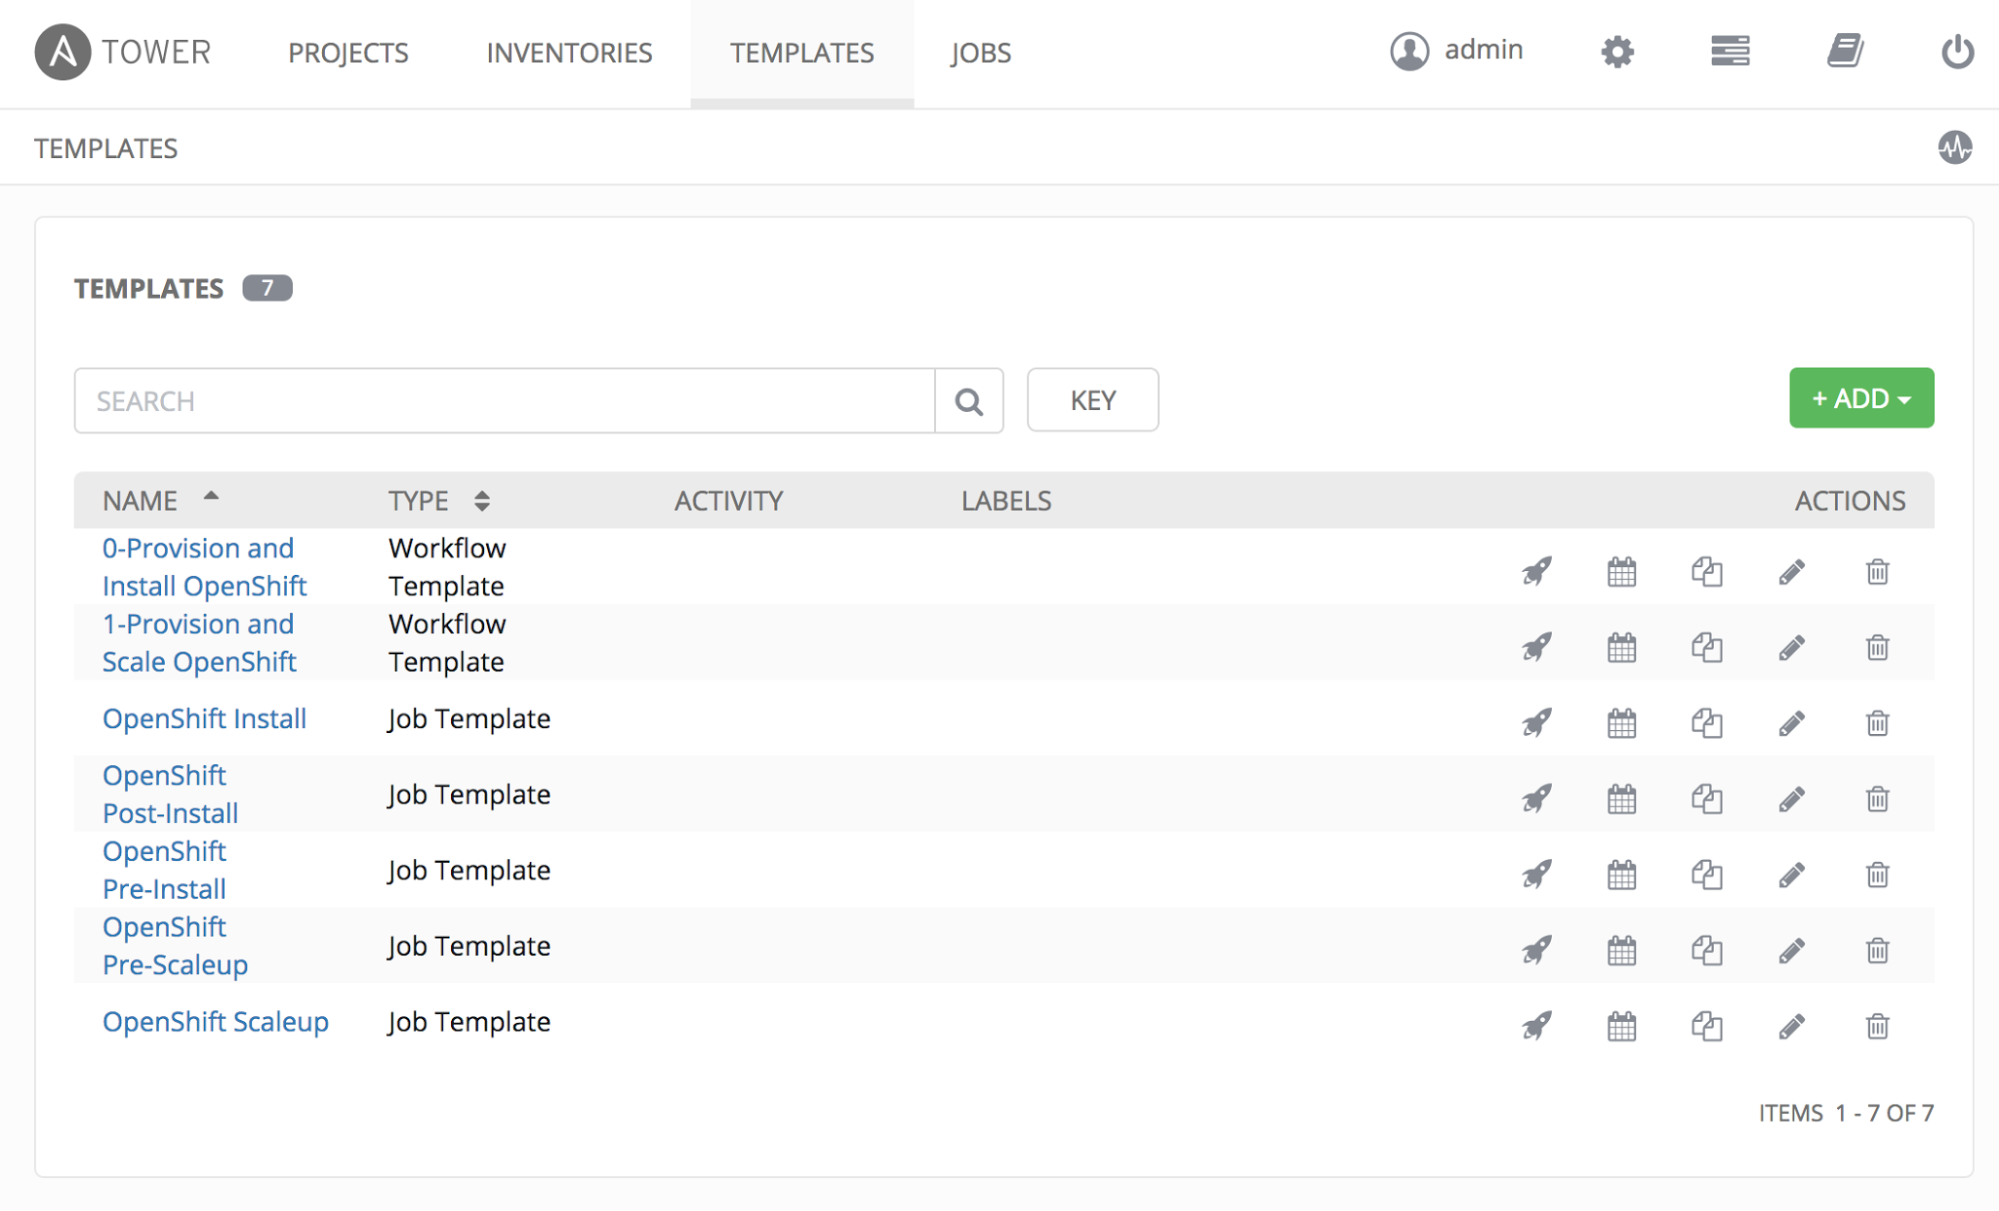 A TOWER PROJECTS INVENTORIES TEMPLATES JOBS admin
TEMPLATES
TEMPLATES 7
SEARCH KEY + ADD
NAME TYPE ACTIVITY LABELS ACTIONS
0-Provision and
Install OpenShift
Workflow
Template
1-Provision and
Scale OpenShift
Workflow
Template
OpenShift Install Job Template
OpenShift
Post-Install
Job Template
OpenShift
Pre-Install
Job Template
OpenShift
Pre-Scaleup
Job Template
OpenShift Scaleup Job Template
ITEMS 1 - 7 OF 7